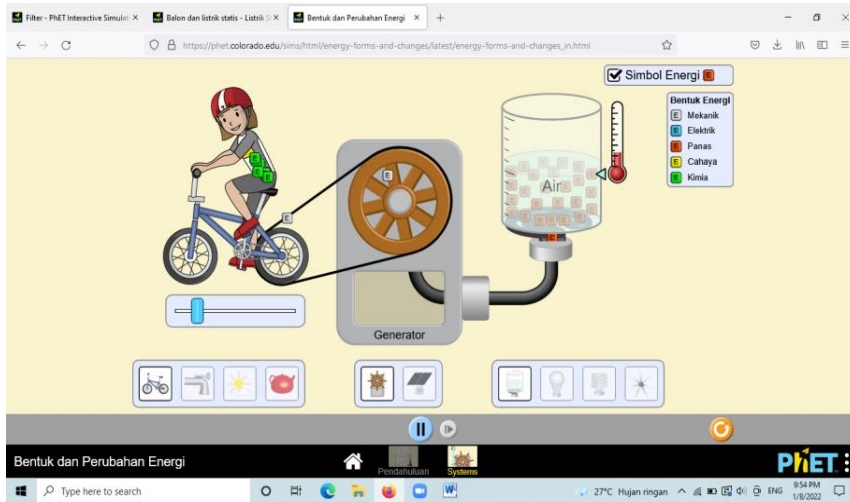 Filter - PhET Interactive Simulat
Balon dan listrik statis - Listrik S
Bentuk dan Perubahan Energi
https://phet.colorado.edu/sims/html/energy-forms-and-changes/latest/energy-forms-and-changes_in.html
Simbol Energi E
Bentuk Energi
E Mekanik
E Elektrik
E Panas
E Cahaya
E Kimia
Air
Generator
Bentuk dan Perubahan Energi
Pendahuluan
Systems
PhET
Type here to search
27°C Hujan ringan
ENG
9:54 PM
1/8/2022